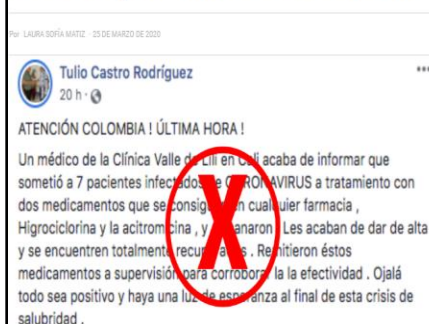 Por LAURA SOFÍA MATIZ - 25 DE MARZO DE 2020
Tulio Castro Rodríguez
20 h ·
ATENCIÓN COLOMBIA ! ÚLTIMA HORA !
Un médico de la Clínica Valle de Lili en Cali acaba de informar que
sometió a 7 pacientes infectados de CORONAVIRUS a tratamiento con
dos medicamentos que se consiguen en cualquier farmacia ,
Higrociclorina y la acitromicina , y sanaron Les acaban de dar de alta
y se encuentren totalmente recuperados . Remitieron éstos
medicamentos a supervisión para corroborar la la efectividad . Ojalá
todo sea positivo y haya una luz de esperanza al final de esta crisis de
salubridad .
X